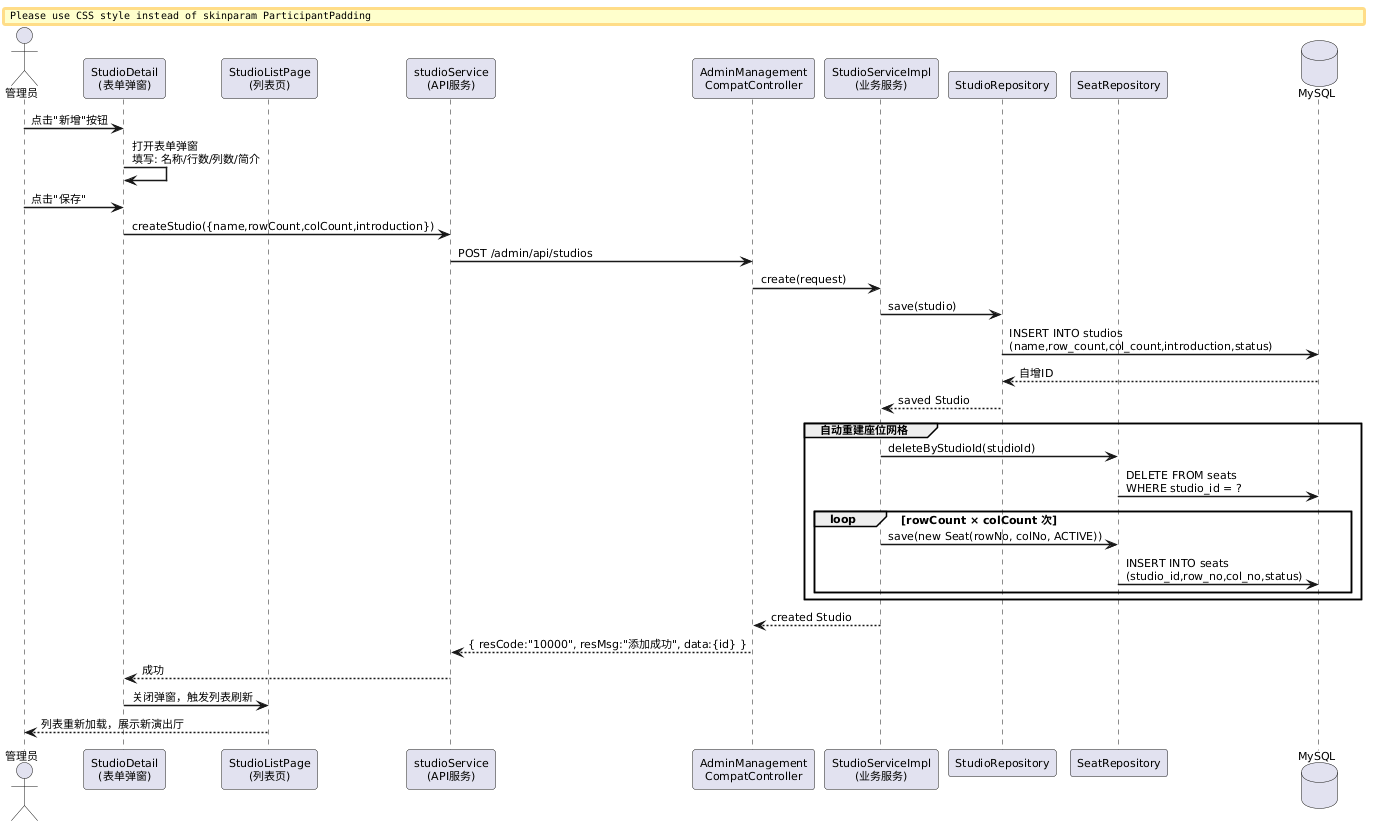 Please use CSS style instead of skinparam ParticipantPadding
管理员
StudioDetail
(表单弹窗)
StudioListPage
(列表页)
studioService
(API服务)
AdminManagement
CompatController
StudioServiceImpl
(业务服务)
StudioRepository
SeatRepository
MySQL
点击"新增"按钮
打开表单弹窗
填写: 名称/行数/列数/简介
点击"保存"
createStudio({name,rowCount,colCount,introduction})
POST /admin/api/studios
create(request)
save(studio)
INSERT INTO studios
(name,row_count,col_count,introduction,status)
自增ID
saved Studio
自动重建座位网格
deleteByStudioId(studioId)
DELETE FROM seats
WHERE studio_id = ?
loop [rowCount × colCount 次]
save(new Seat(rowNo, colNo, ACTIVE))
INSERT INTO seats
(studio_id,row_no,col_no,status)
created Studio
{ resCode:"10000", resMsg:"添加成功", data:{id} }
成功
关闭弹窗，触发列表刷新
列表重新加载，展示新演出厅
管理员
StudioDetail
(表单弹窗)
StudioListPage
(列表页)
studioService
(API服务)
AdminManagement
CompatController
StudioServiceImpl
(业务服务)
StudioRepository
SeatRepository
MySQL